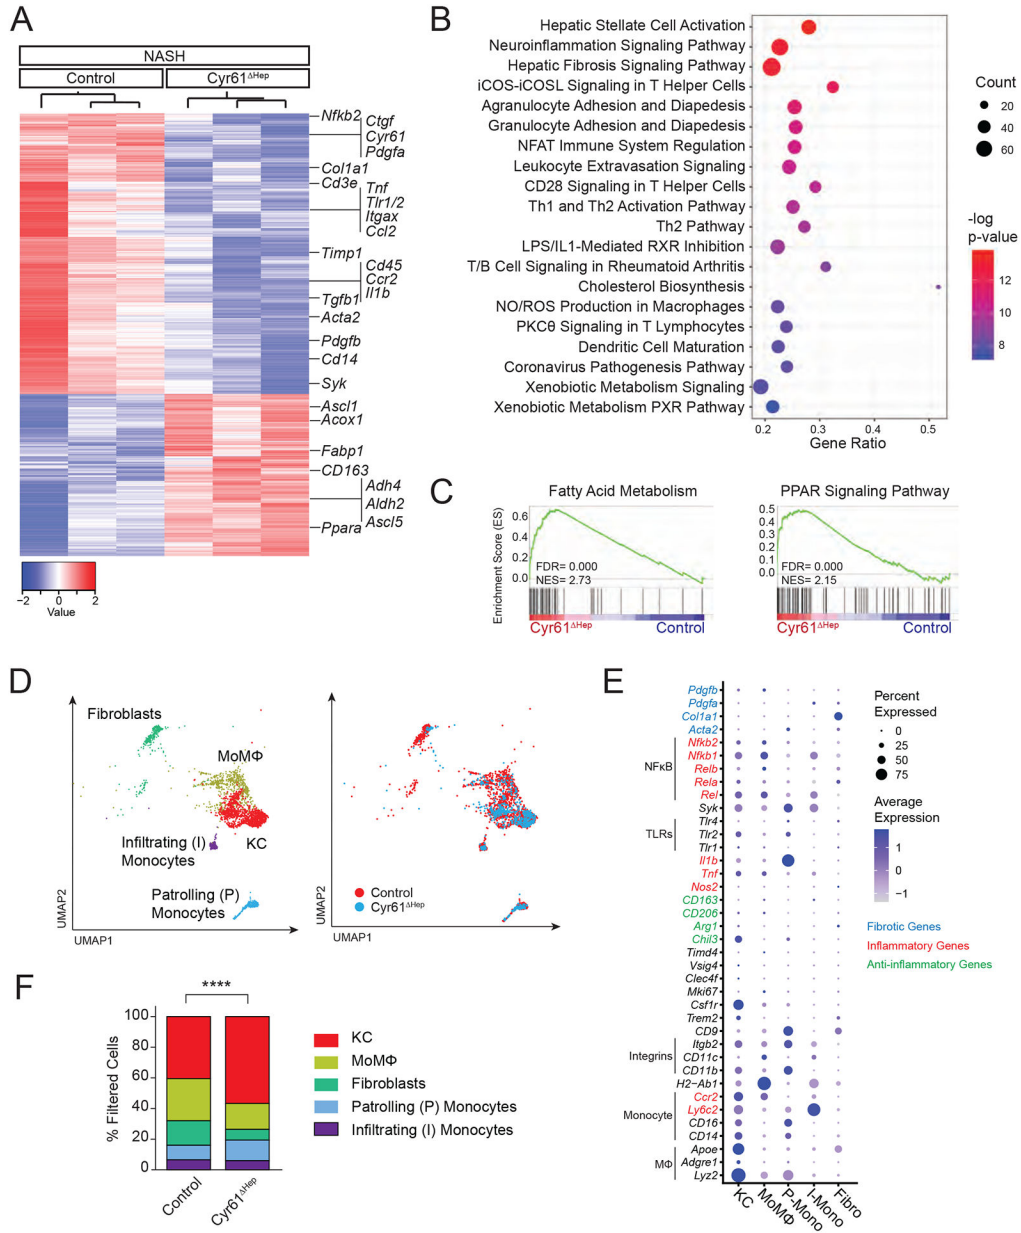 A
NASH
Control
Cyr61ΔHep
Nfkb2
Ctgf
Cyr61
Pdgfa
Col1a1
Cd3e
Tnf
Tlr1/2
Itgax
Ccl2
Timp1
Cd45
Ccr2
Il1b
Tgfb1
Acta2
Pdgfb
Cd14
Syk
Ascl1
Acox1
Fabp1
CD163
Adh4
Aldh2
Ascl5
Ppara
−2
0
2
Value
B
Hepatic Stellate Cell Activation
Neuroinflammation Signaling Pathway
Hepatic Fibrosis Signaling Pathway
iCOS-iCOSL Signaling in T Helper Cells
Agranulocyte Adhesion and Diapedesis
Granulocyte Adhesion and Diapedesis
NFAT Immune System Regulation
Leukocyte Extravasation Signaling
CD28 Signaling in T Helper Cells
Th1 and Th2 Activation Pathway
Th2 Pathway
LPS/IL1-Mediated RXR Inhibition
T/B Cell Signaling in Rheumatoid Arthritis
Cholesterol Biosynthesis
NO/ROS Production in Macrophages
PKCθ Signaling in T Lymphocytes
Dendritic Cell Maturation
Coronavirus Pathogenesis Pathway
Xenobiotic Metabolism Signaling
Xenobiotic Metabolism PXR Pathway
0.2
0.3
0.4
0.5
Gene Ratio
Count
20
40
60
-log
p-value
12
10
8
C
Fatty Acid Metabolism
Enrichment Score (ES)
0.6
0.4
0.2
0.0
FDR= 0.000
NES= 2.73
Cyr61ΔHep
Control
PPAR Signaling Pathway
0.5
0.4
0.3
0.2
0.1
0.0
FDR= 0.000
NES= 2.15
Cyr61ΔHep
Control
D
Fibroblasts
MoMΦ
Infiltrating (I)
Monocytes
KC
Patrolling (P)
Monocytes
UMAP2
UMAP1
Control
Cyr61ΔHep
UMAP2
UMAP1
E
Pdgfb
Pdgfa
Col1a1
Acta2
Nfkb2
Nfkb1
Relb
Rela
Rel
Syk
Tlr4
Tlr2
Tlr1
Il1b
Tnf
Nos2
CD163
CD206
Arg1
Chil3
Timd4
Vsig4
Clec4f
Mki67
Csf1r
Trem2
CD9
Itgb2
CD11c
CD11b
H2−Ab1
Ccr2
Ly6c2
CD16
CD14
Apoe
Adgre1
Lyz2
NFκB
TLRs
Integrins
Monocyte
MΦ
KC
MoMΦ
P-Mono
I-Mono
Fibro
Percent
Expressed
0
25
50
75
Average
Expression
1
0
−1
Fibrotic Genes
Inflammatory Genes
Anti-inflammatory Genes
F
****
% Filtered Cells
100
80
60
40
20
0
Control
Cyr61ΔHep
KC
MoMΦ
Fibroblasts
Patrolling (P) Monocytes
Infiltrating (I) Monocytes